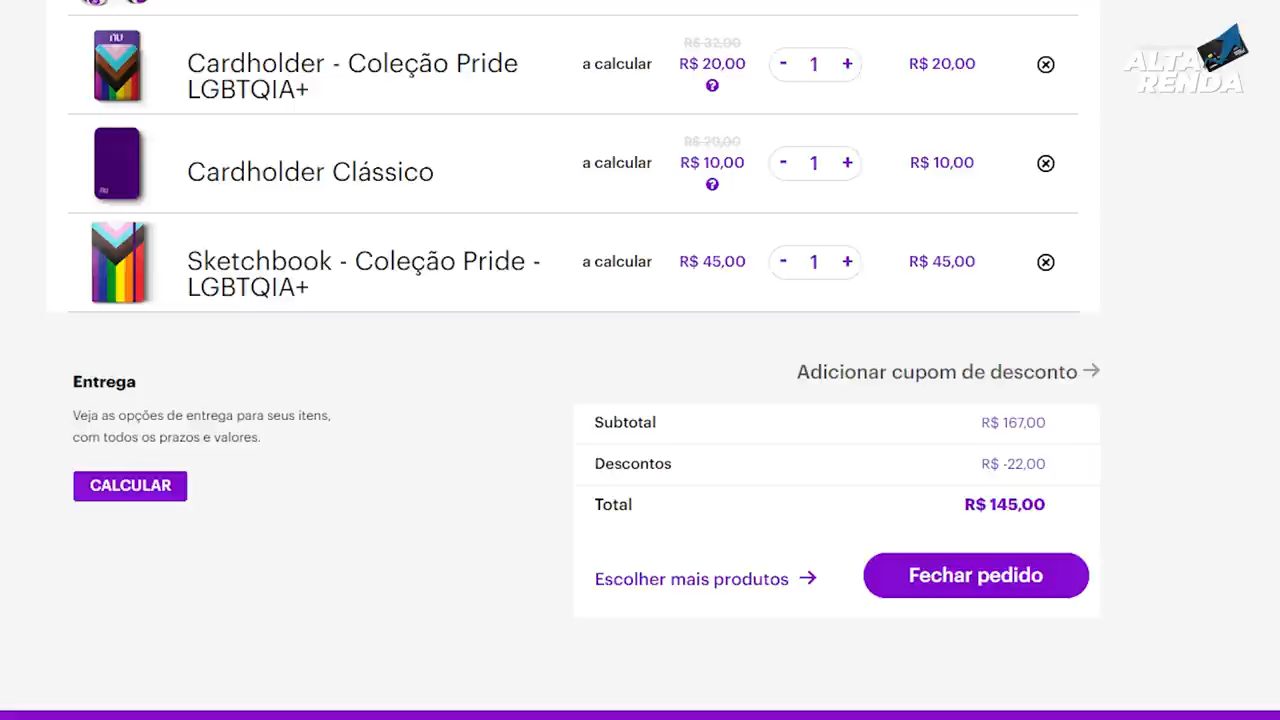 nu
R$ 32,00
Cardholder - Coleção Pride
LGBTQIA+
a calcular
R$ 20,00
?
- 1 +
R$ 20,00
ALTA
RENDA
R$ 20,00
Cardholder Clássico
a calcular
R$ 10,00
?
- 1 +
R$ 10,00
nu
Sketchbook - Coleção Pride -
LGBTQIA+
a calcular
R$ 45,00
- 1 +
R$ 45,00
Entrega
Veja as opções de entrega para seus itens,
com todos os prazos e valores.
CALCULAR
Adicionar cupom de desconto →
Subtotal R$ 167,00
Descontos R$ -22,00
Total R$ 145,00
Escolher mais produtos →
Fechar pedido